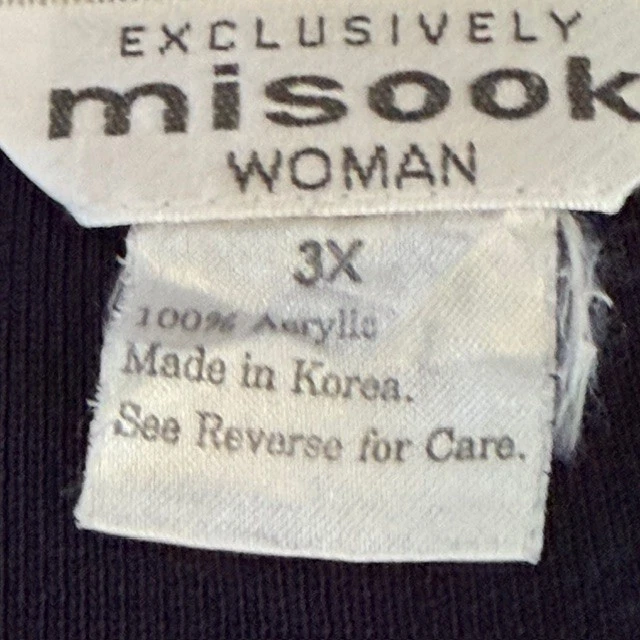 EXCLUSIVELY
misook
WOMAN
3X
100% Acrylic
Made in Korea.
See Reverse for Care.